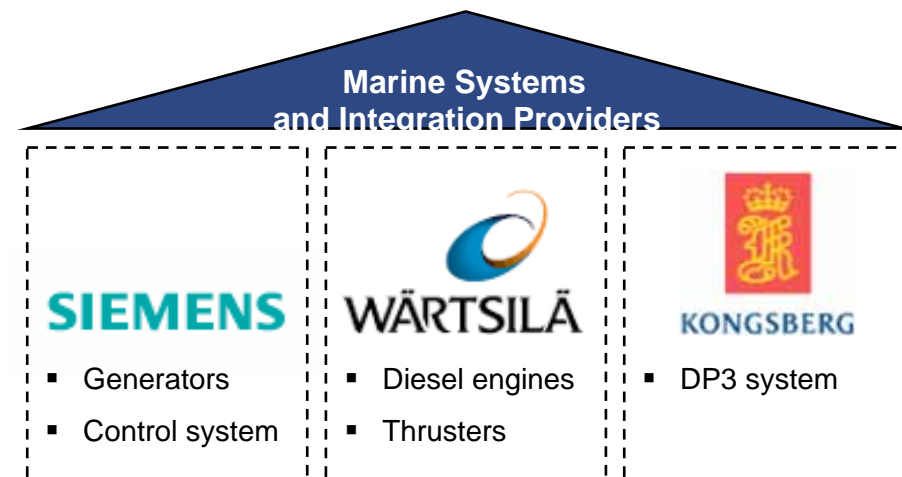 Marine Systems
and Integration Providers
SIEMENS
▪ Generators
▪ Control system
WÄRTSILÄ
▪ Diesel engines
▪ Thrusters
KONGSBERG
▪ DP3 system